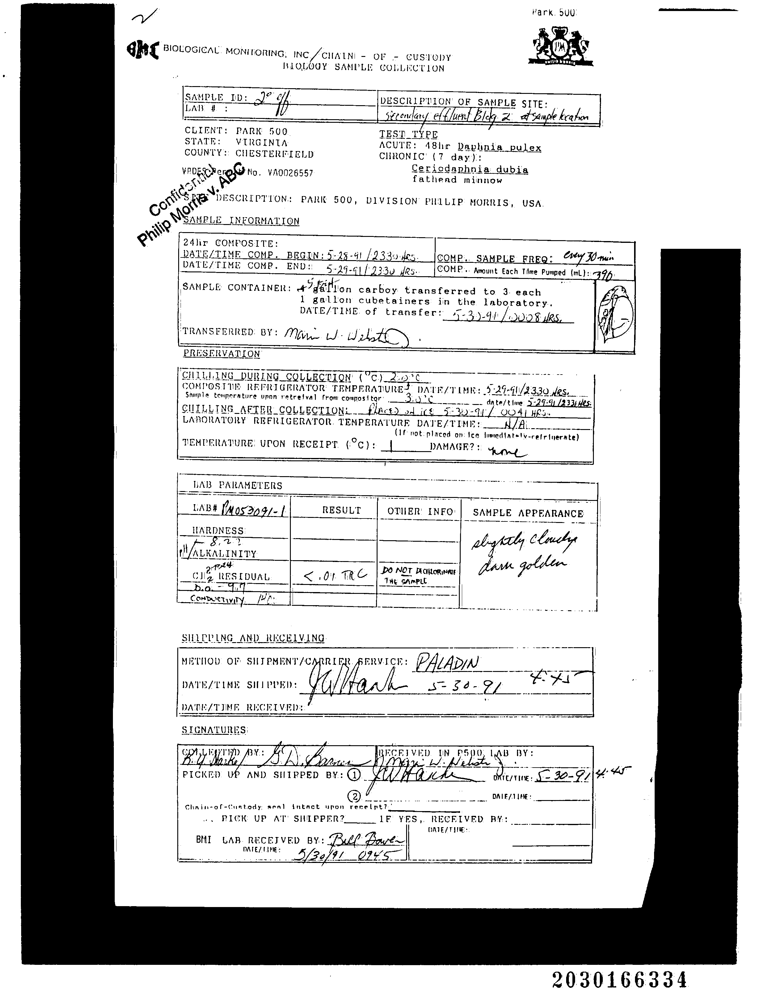 Park 500
BMI BIOLOGICAL MONITORING, INC / CHAIN - OF - CUSTODY
BIOLOGY SAMPLE COLLECTION
SAMPLE ID: 2° eff
LAB # :
DESCRIPTION OF SAMPLE SITE:
Secondary effluent Bldg 2 at sample location
CLIENT: PARK 500
STATE: VIRGINIA
COUNTY: CHESTERFIELD
TEST TYPE
ACUTE: 48hr Daphnia pulex
CHRONIC (7 day):
Ceriodaphnia dubia
fathead minnow
No. VA0026557
Confidential
Philip Morris v. ABC
DESCRIPTION: PARK 500, DIVISION PHILIP MORRIS, USA
SAMPLE INFORMATION
24hr COMPOSITE:
DATE/TIME COMP. BEGIN: 5-28-91 / 2330 HRS.
DATE/TIME COMP. END: 5-29-91 / 2330 HRS.
COMP. SAMPLE FREQ: every 30 min
COMP. Amount Each Time Pumped (mL): 390
SAMPLE CONTAINER: gallon carboy transferred to 3 each
1 gallon cubetainers in the laboratory.
DATE/TIME of transfer: 5-30-91 / 0008 HRS.
TRANSFERRED BY: Mari W. Webster
PRESERVATION
CHILLING DURING COLLECTION (°C) 2.0°C
COMPOSITE REFRIGERATOR TEMPERATURE DATE/TIME: 5-29-91/2330 HRS.
Sample temperature upon retreival from compositor 3.0°C date/time 5-29-91/2331 HRS.
CHILLING AFTER COLLECTION: Placed on ice 5-30-91 / 0041 HRS.
LABORATORY REFRIGERATOR TEMPERATURE DATE/TIME: N/A
(If not placed on ice immediately-refrigerate)
TEMPERATURE UPON RECEIPT (°C): 1 DAMAGE?: none
LAB PARAMETERS
LAB# PM053091-1 RESULT OTHER INFO SAMPLE APPEARANCE
HARDNESS
pH 8.22
ALKALINITY
slightly cloudy
dark golden
RESIDUAL <.01 TRC DO NOT DECHLORINATE
THE SAMPLE
D.O. - 9.7
CONDUCTIVITY
SHIPPING AND RECEIVING
METHOD OF SHIPMENT/CARRIER SERVICE: PALADIN
DATE/TIME SHIPPED: 5-30-91 4:45
DATE/TIME RECEIVED:
SIGNATURES
COLLECTED BY: G.D. Barnes
RECEIVED IN P500 LAB BY:
Mari W. Webster
PICKED UP AND SHIPPED BY: (1) DATE/TIME: 5-30-91 4:45
(2) DATE/TIME:
Chain-of-Custody seal intact upon receipt?
PICK UP AT SHIPPER? IF YES, RECEIVED BY:
DATE/TIME:
BMI LAB RECEIVED BY: Bill Bower
DATE/TIME: 5/30/91 0945
2030166334